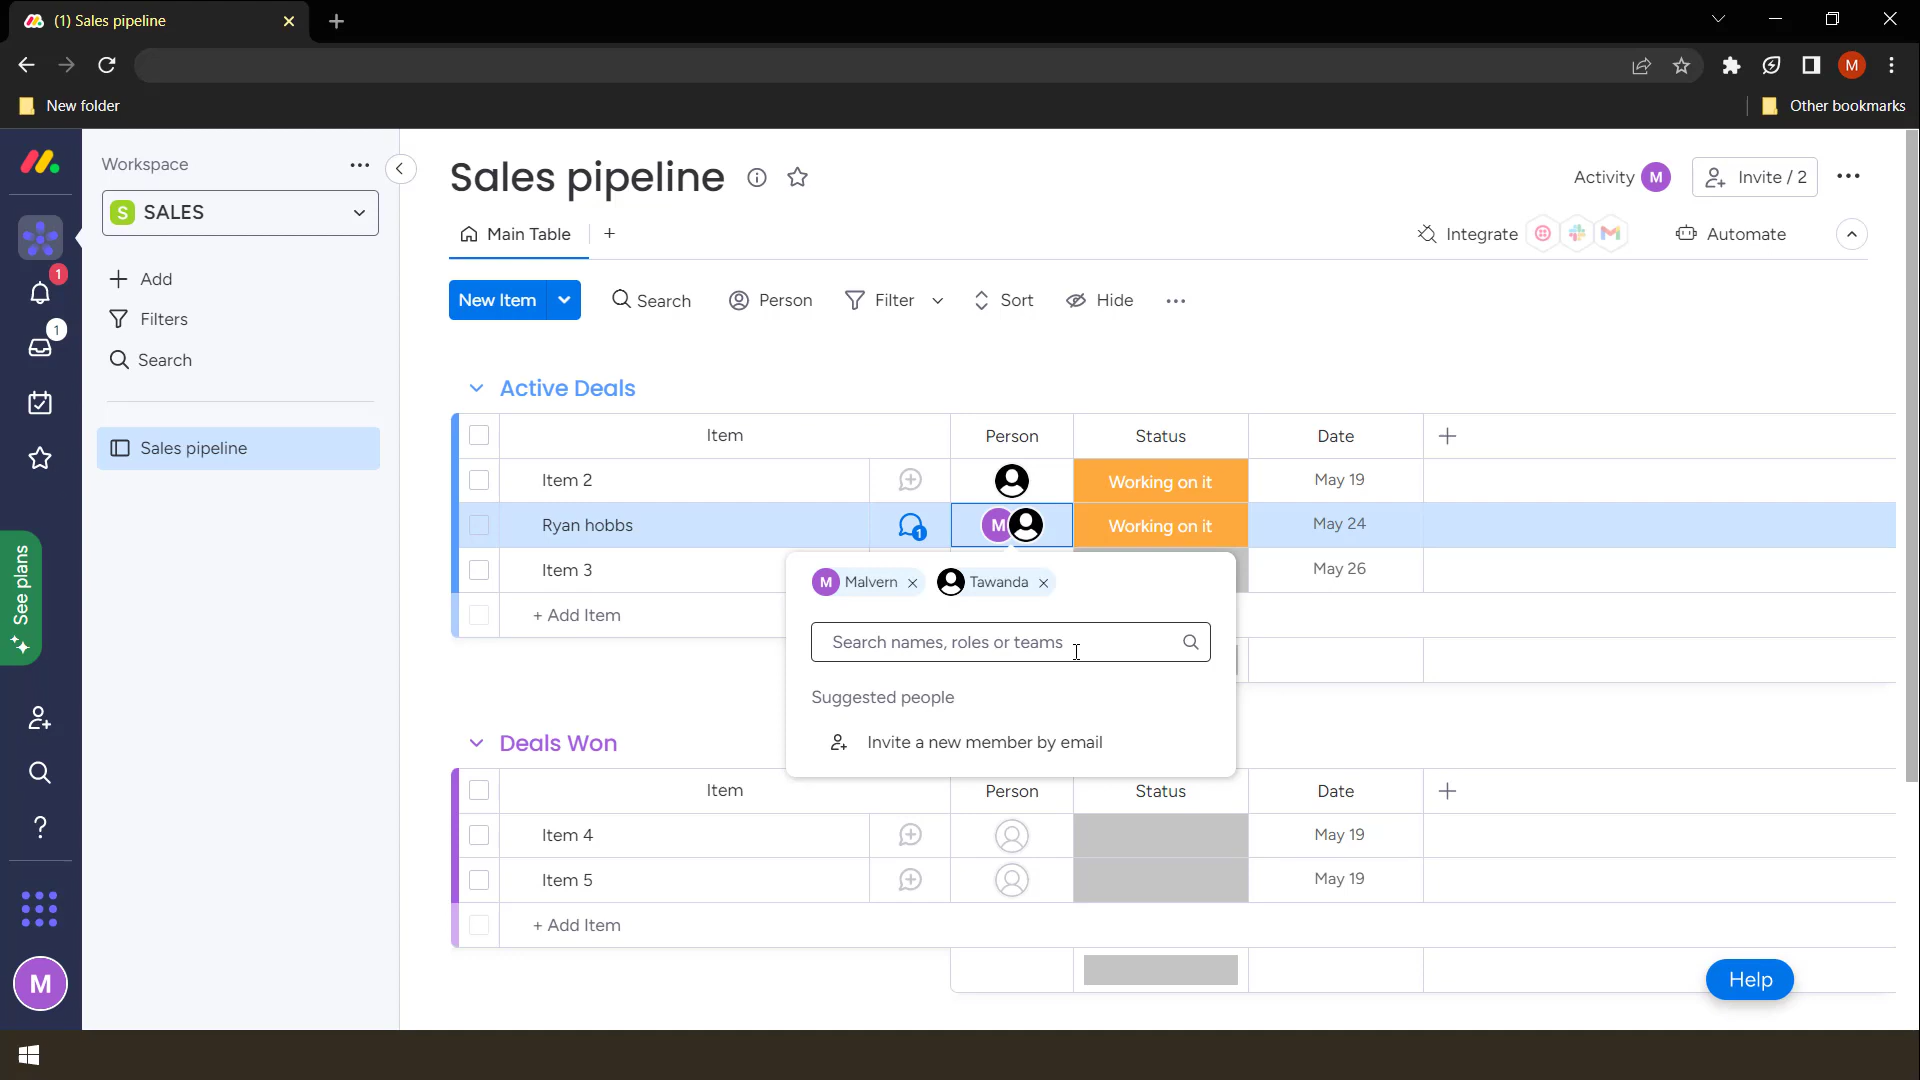 (1) Sales pipeline
M
New folder
Other bookmarks
Workspace
S SALES
Add
Filters
Search
Sales pipeline
1
1
See plans
M
Sales pipeline
Activity M
Invite / 2
Main Table
Integrate
Automate
New Item
Search
Person
Filter
Sort
Hide
Active Deals
Item Person Status Date
Item 2 Working on it May 19
Ryan hobbs 1 M Working on it May 24
Item 3 May 26
+ Add Item
M Malvern Tawanda
Search names, roles or teams
Suggested people
Invite a new member by email
Deals Won
Item Person Status Date
Item 4 May 19
Item 5 May 19
+ Add Item
Help